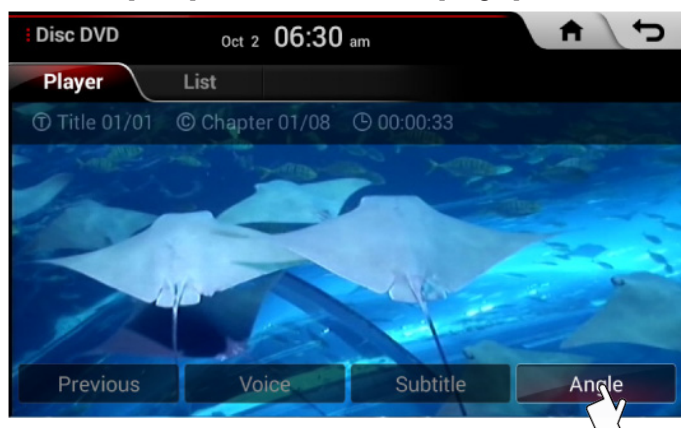 Disc DVD
Oct 2 06:30 am
Player List
Ⓣ Title 01/01 Ⓒ Chapter 01/08 00:00:33
Previous Voice Subtitle Angle